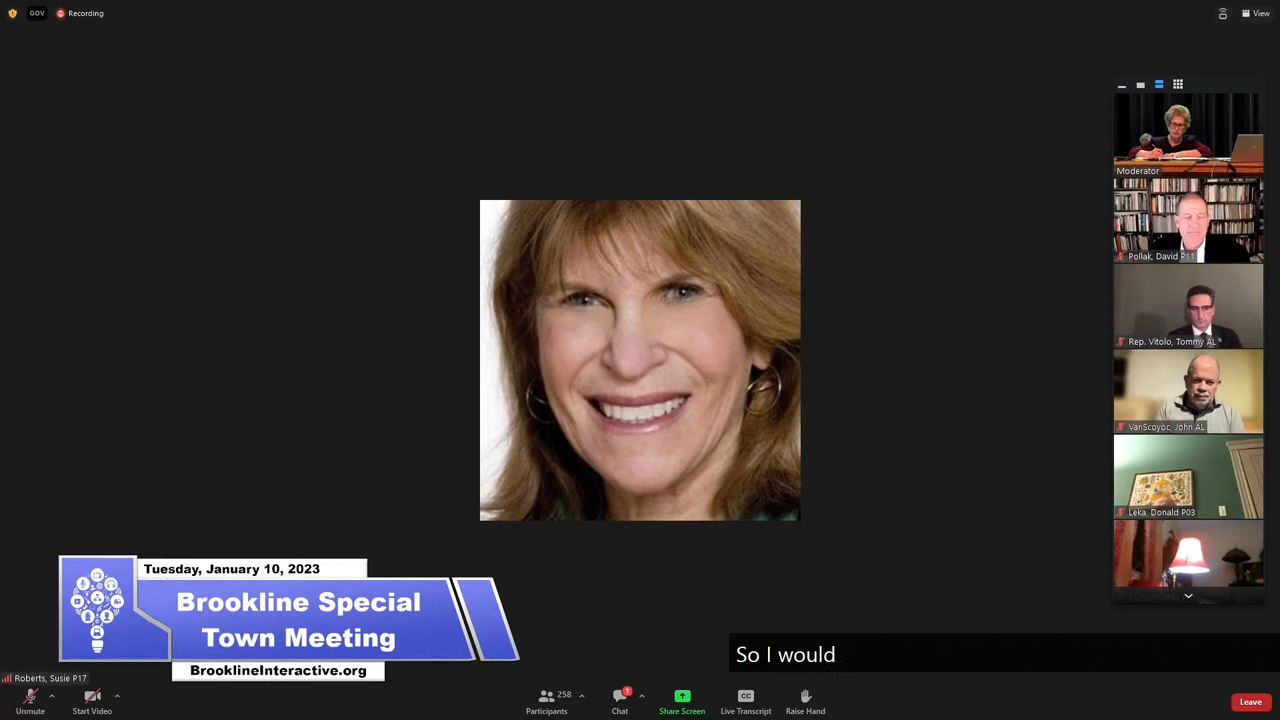 GOV
Recording
View
Moderator
Pollak, David P11
Rep. Vitolo, Tommy AL
VanScoyoc, John AL
Leka, Donald P03
Tuesday, January 10, 2023
Brookline Special
Town Meeting
BrooklineInteractive.org
So I would
Roberts, Susie P17
258
1
CC
Unmute
Start Video
Participants
Chat
Share Screen
Live Transcript
Raise Hand
Leave